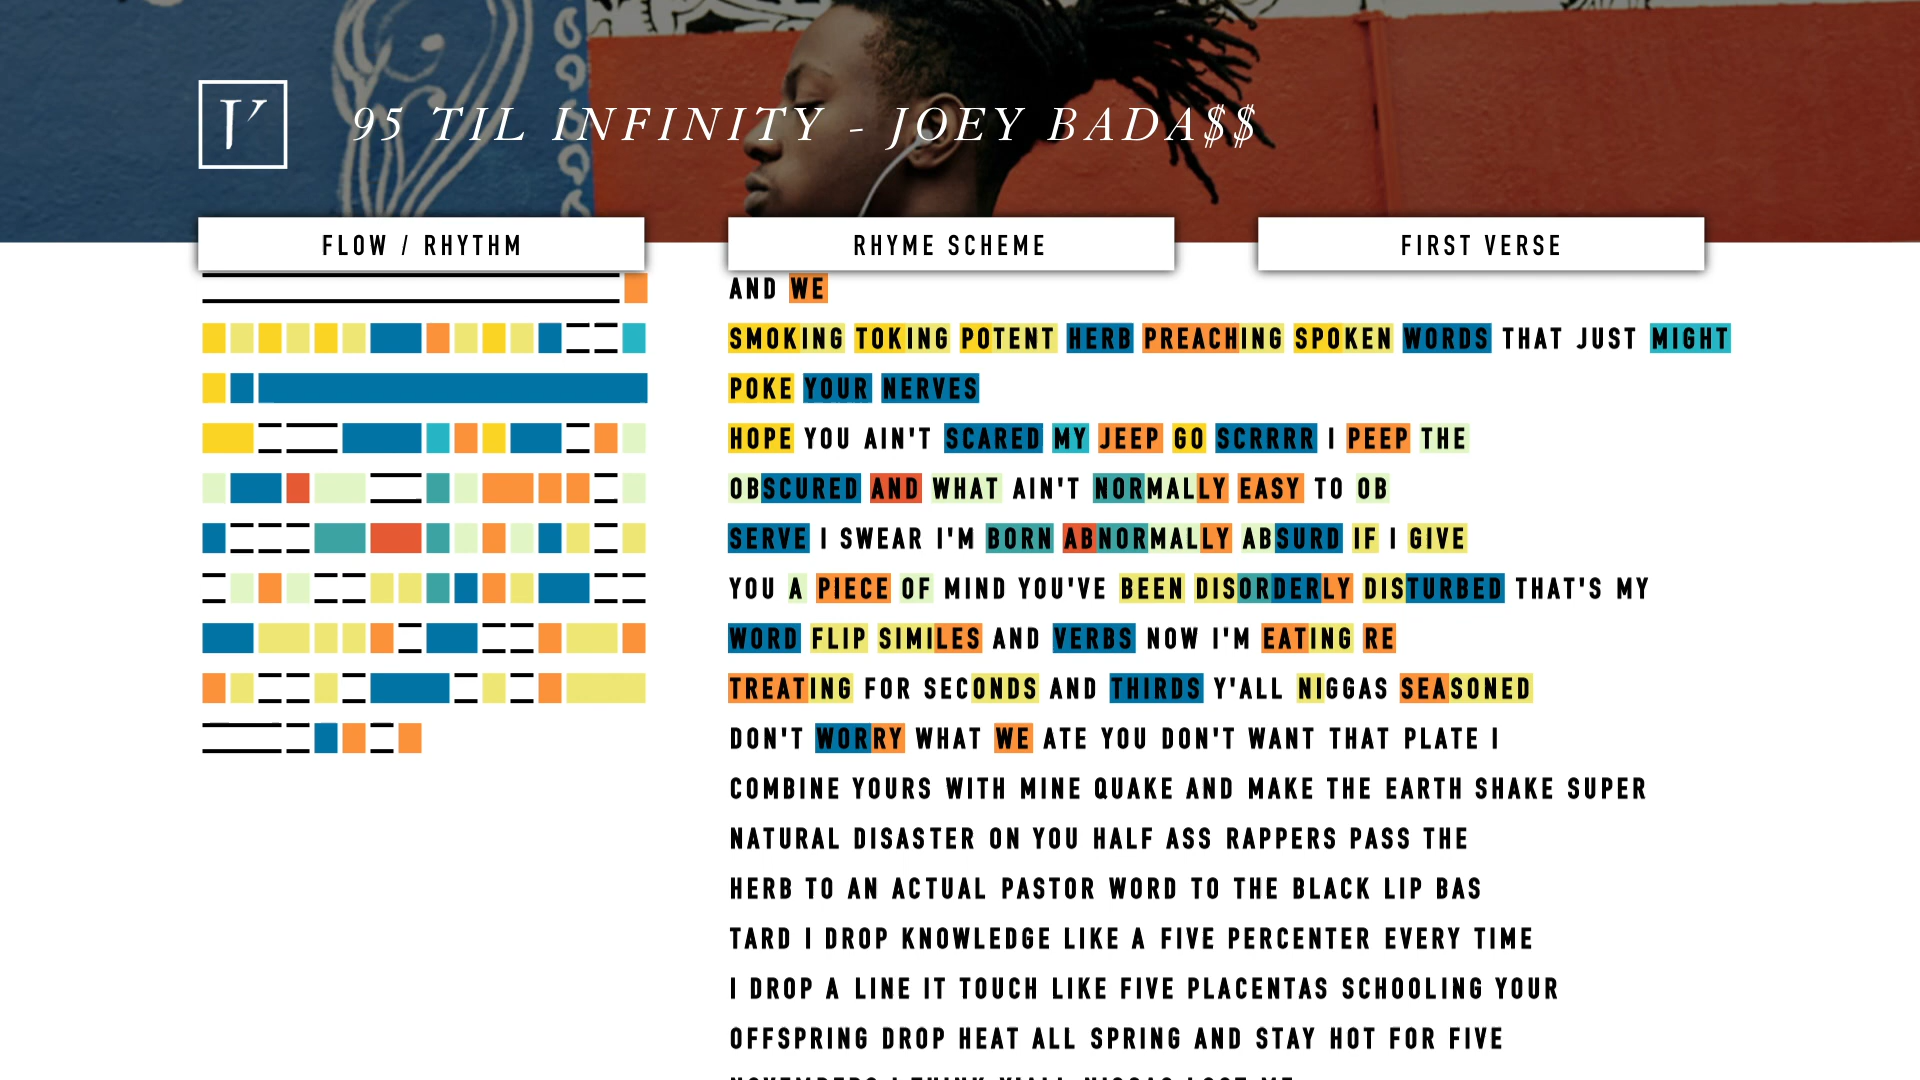 V
95 TIL INFINITY - JOEY BADA$$
FLOW / RHYTHM
RHYME SCHEME
FIRST VERSE
AND WE
SMOKING TOKING POTENT HERB PREACHING SPOKEN WORDS THAT JUST MIGHT
POKE YOUR NERVES
HOPE YOU AIN'T SCARED MY JEEP GO SCRRRR I PEEP THE
OBSCURED AND WHAT AIN'T NORMALLY EASY TO OB
SERVE I SWEAR I'M BORN ABNORMALLY ABSURD IF I GIVE
YOU A PIECE OF MIND YOU'VE BEEN DISORDERLY DISTURBED THAT'S MY
WORD FLIP SIMILES AND VERBS NOW I'M EATING RE
TREATING FOR SECONDS AND THIRDS Y'ALL NIGGAS SEASONED
DON'T WORRY WHAT WE ATE YOU DON'T WANT THAT PLATE I
COMBINE YOURS WITH MINE QUAKE AND MAKE THE EARTH SHAKE SUPER
NATURAL DISASTER ON YOU HALF ASS RAPPERS PASS THE
HERB TO AN ACTUAL PASTOR WORD TO THE BLACK LIP BAS
TARD I DROP KNOWLEDGE LIKE A FIVE PERCENTER EVERY TIME
I DROP A LINE IT TOUCH LIKE FIVE PLACENTAS SCHOOLING YOUR
OFFSPRING DROP HEAT ALL SPRING AND STAY HOT FOR FIVE